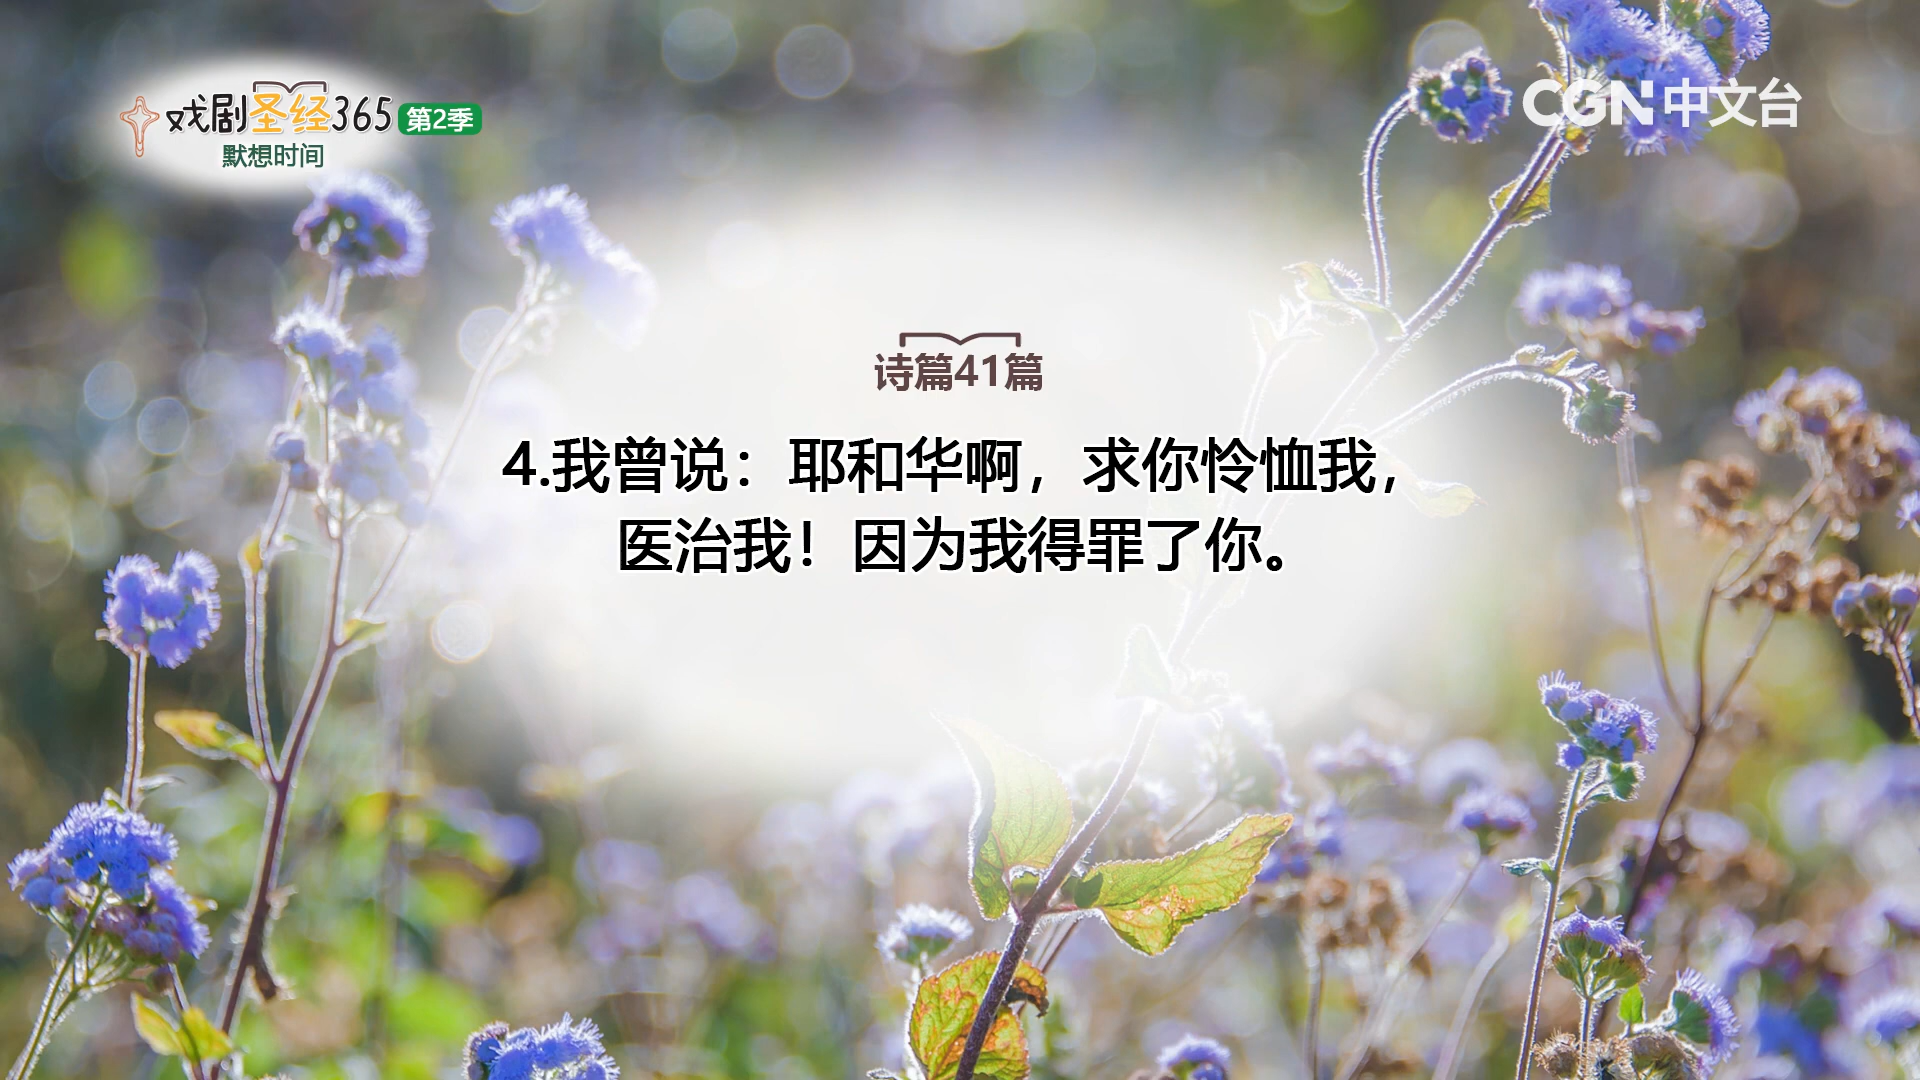 戏剧圣经365 第2季
默想时间
CGN中文台
诗篇41篇
4.我曾说：耶和华啊，求你怜恤我，
医治我！因为我得罪了你。